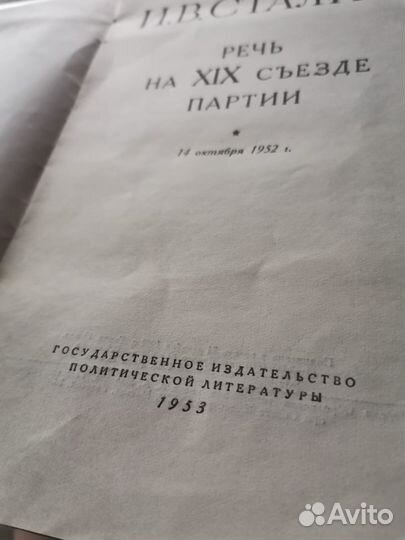 РЕЧЬ
НА XIX СЪЕЗДЕ
ПАРТИИ
*
14 октября 1952 г.
ГОСУДАРСТВЕННОЕ ИЗДАТЕЛЬСТВО
ПОЛИТИЧЕСКОЙ ЛИТЕРАТУРЫ
1953
Avito